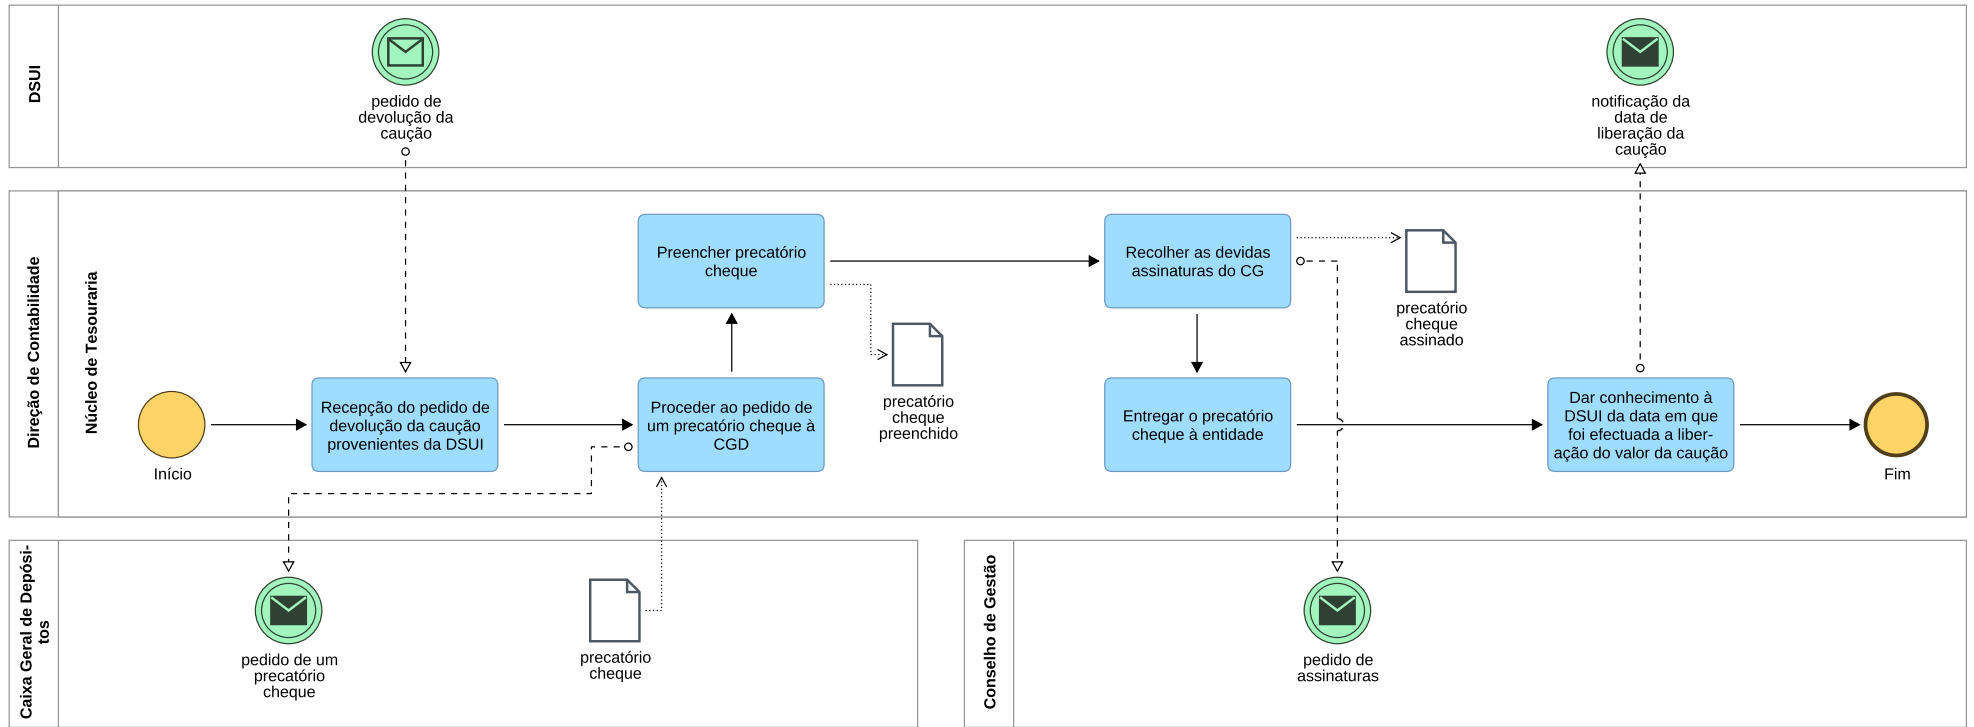 DSUI
pedido de
devolução da
caução
notificação da
data de
liberação da
caução
Direção de Contabilidade
Núcleo de Tesouraria
Início
Recepção do pedido de
devolução da caução
provenientes da DSUI
Preencher precatório
cheque
Proceder ao pedido de
um precatório cheque à
CGD
precatório
cheque
preenchido
Recolher as devidas
assinaturas do CG
precatório
cheque
assinado
Entregar o precatório
cheque à entidade
Dar conhecimento à
DSUI da data em que
foi efectuada a liber-
ação do valor da caução
Fim
Caixa Geral de Depósi-
tos
pedido de um
precatório
cheque
precatório
cheque
Conselho de Gestão
pedido de
assinaturas